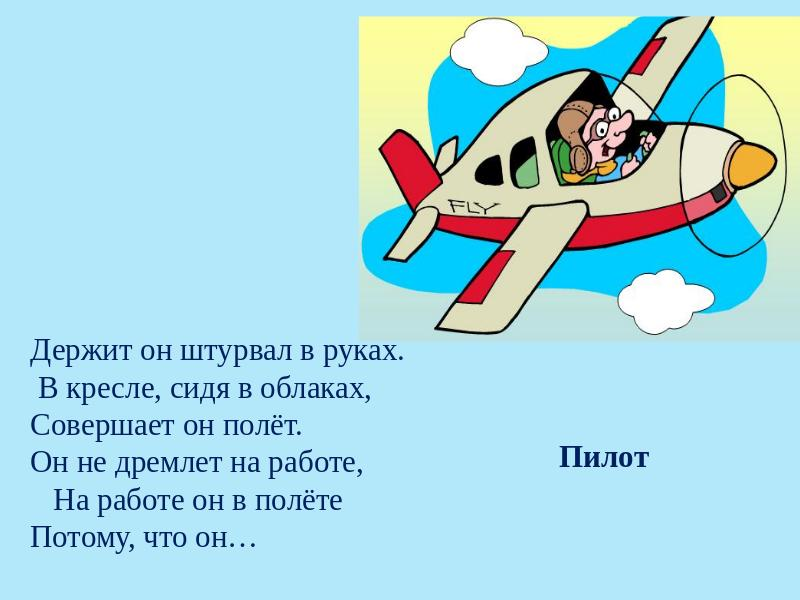 FLY
Держит он штурвал в руках.
В кресле, сидя в облаках,
Совершает он полёт.
Он не дремлет на работе,
На работе он в полёте
Потому, что он…
Пилот